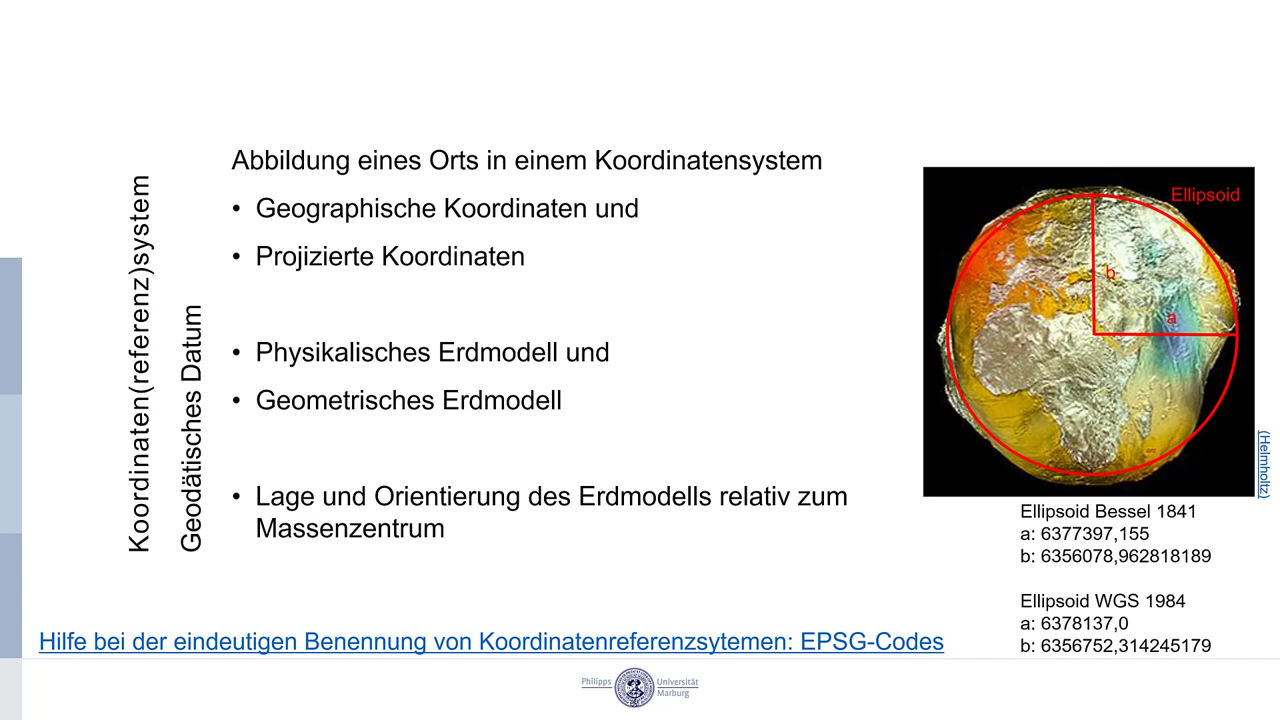 Koordinaten(referenz)system
Geodätisches Datum
Abbildung eines Orts in einem Koordinatensystem
• Geographische Koordinaten und
• Projizierte Koordinaten
• Physikalisches Erdmodell und
• Geometrisches Erdmodell
• Lage und Orientierung des Erdmodells relativ zum
Massenzentrum
Ellipsoid
b
a
(Helmholtz)
Ellipsoid Bessel 1841
a: 6377397,155
b: 6356078,962818189
Ellipsoid WGS 1984
a: 6378137,0
b: 6356752,314245179
Hilfe bei der eindeutigen Benennung von Koordinatenreferenzsytemen: EPSG-Codes
Philipps Universität
Marburg